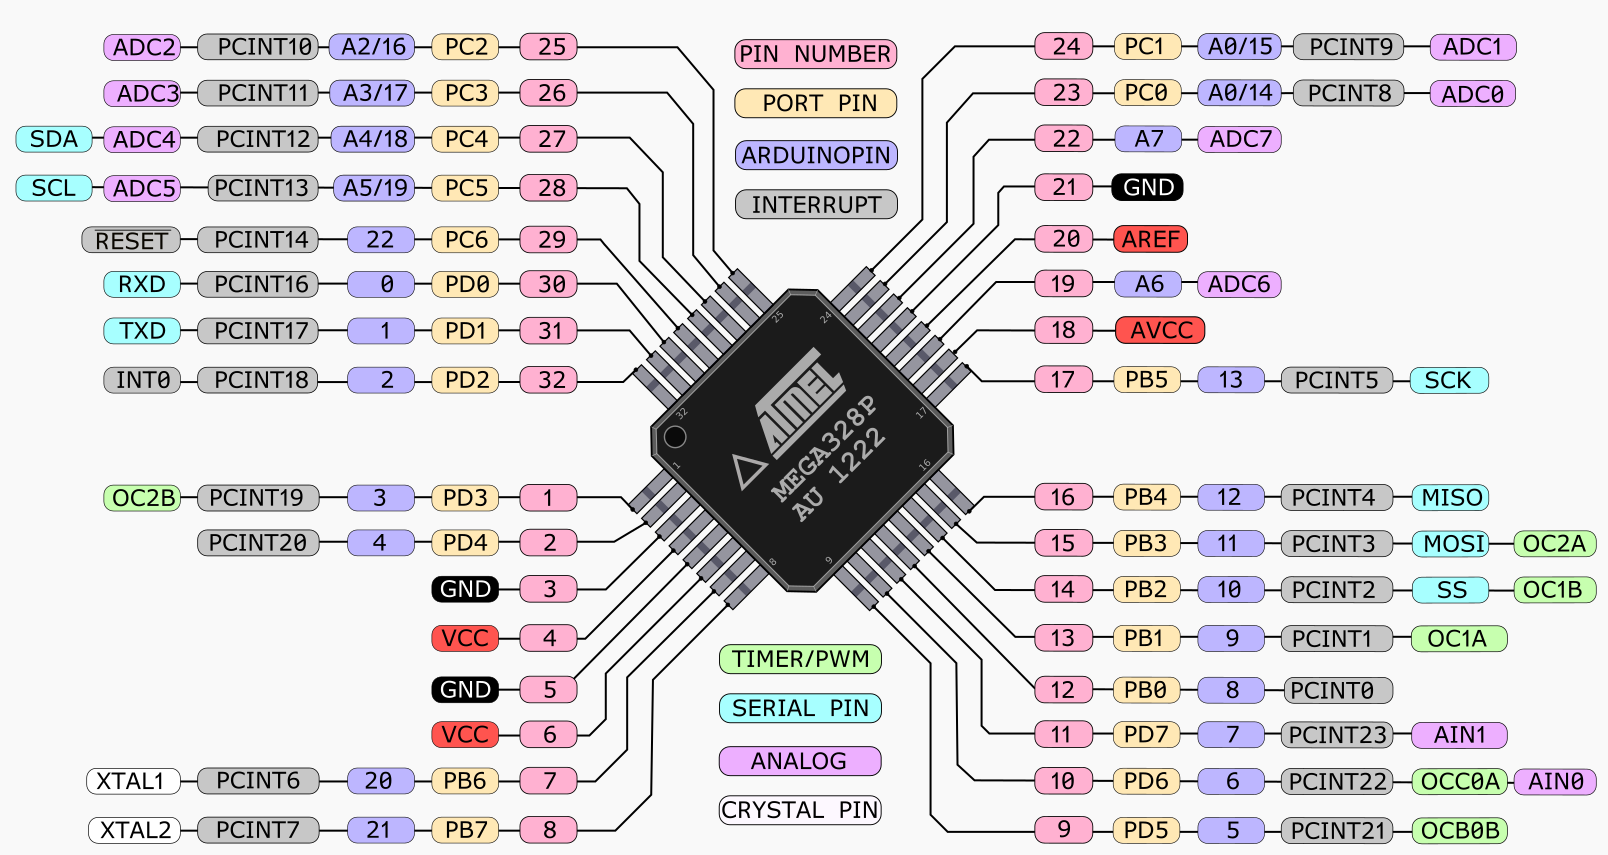 ADC2 PCINT10 A2/16 PC2 25
ADC3 PCINT11 A3/17 PC3 26
SDA ADC4 PCINT12 A4/18 PC4 27
SCL ADC5 PCINT13 A5/19 PC5 28
RESET PCINT14 22 PC6 29
RXD PCINT16 0 PD0 30
TXD PCINT17 1 PD1 31
INT0 PCINT18 2 PD2 32
OC2B PCINT19 3 PD3 1
PCINT20 4 PD4 2
GND 3
VCC 4
GND 5
VCC 6
XTAL1 PCINT6 20 PB6 7
XTAL2 PCINT7 21 PB7 8
PIN NUMBER
PORT PIN
ARDUINOPIN
INTERRUPT
25
24
32
17
1
16
8
9
ATMEL
MEGA328P
AU 1222
TIMER/PWM
SERIAL PIN
ANALOG
CRYSTAL PIN
24 PC1 A0/15 PCINT9 ADC1
23 PC0 A0/14 PCINT8 ADC0
22 A7 ADC7
21 GND
20 AREF
19 A6 ADC6
18 AVCC
17 PB5 13 PCINT5 SCK
16 PB4 12 PCINT4 MISO
15 PB3 11 PCINT3 MOSI OC2A
14 PB2 10 PCINT2 SS OC1B
13 PB1 9 PCINT1 OC1A
12 PB0 8 PCINT0
11 PD7 7 PCINT23 AIN1
10 PD6 6 PCINT22 OCC0A AIN0
9 PD5 5 PCINT21 OCB0B